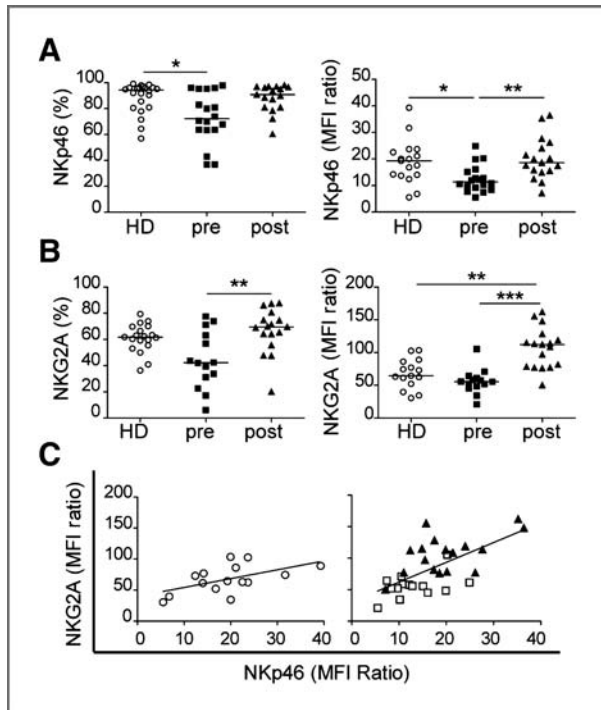 A
NKp46 (%)
100
80
60
40
20
0
*
HD pre post
NKp46 (MFI ratio)
50
40
30
20
10
0
* **
HD pre post
B
NKG2A (%)
100
80
60
40
20
0
**
HD pre post
NKG2A (MFI ratio)
200
150
100
50
0
**
***
HD pre post
C
NKG2A (MFI ratio)
200
150
100
50
0
0 10 20 30 40
0 10 20 30 40
NKp46 (MFI Ratio)